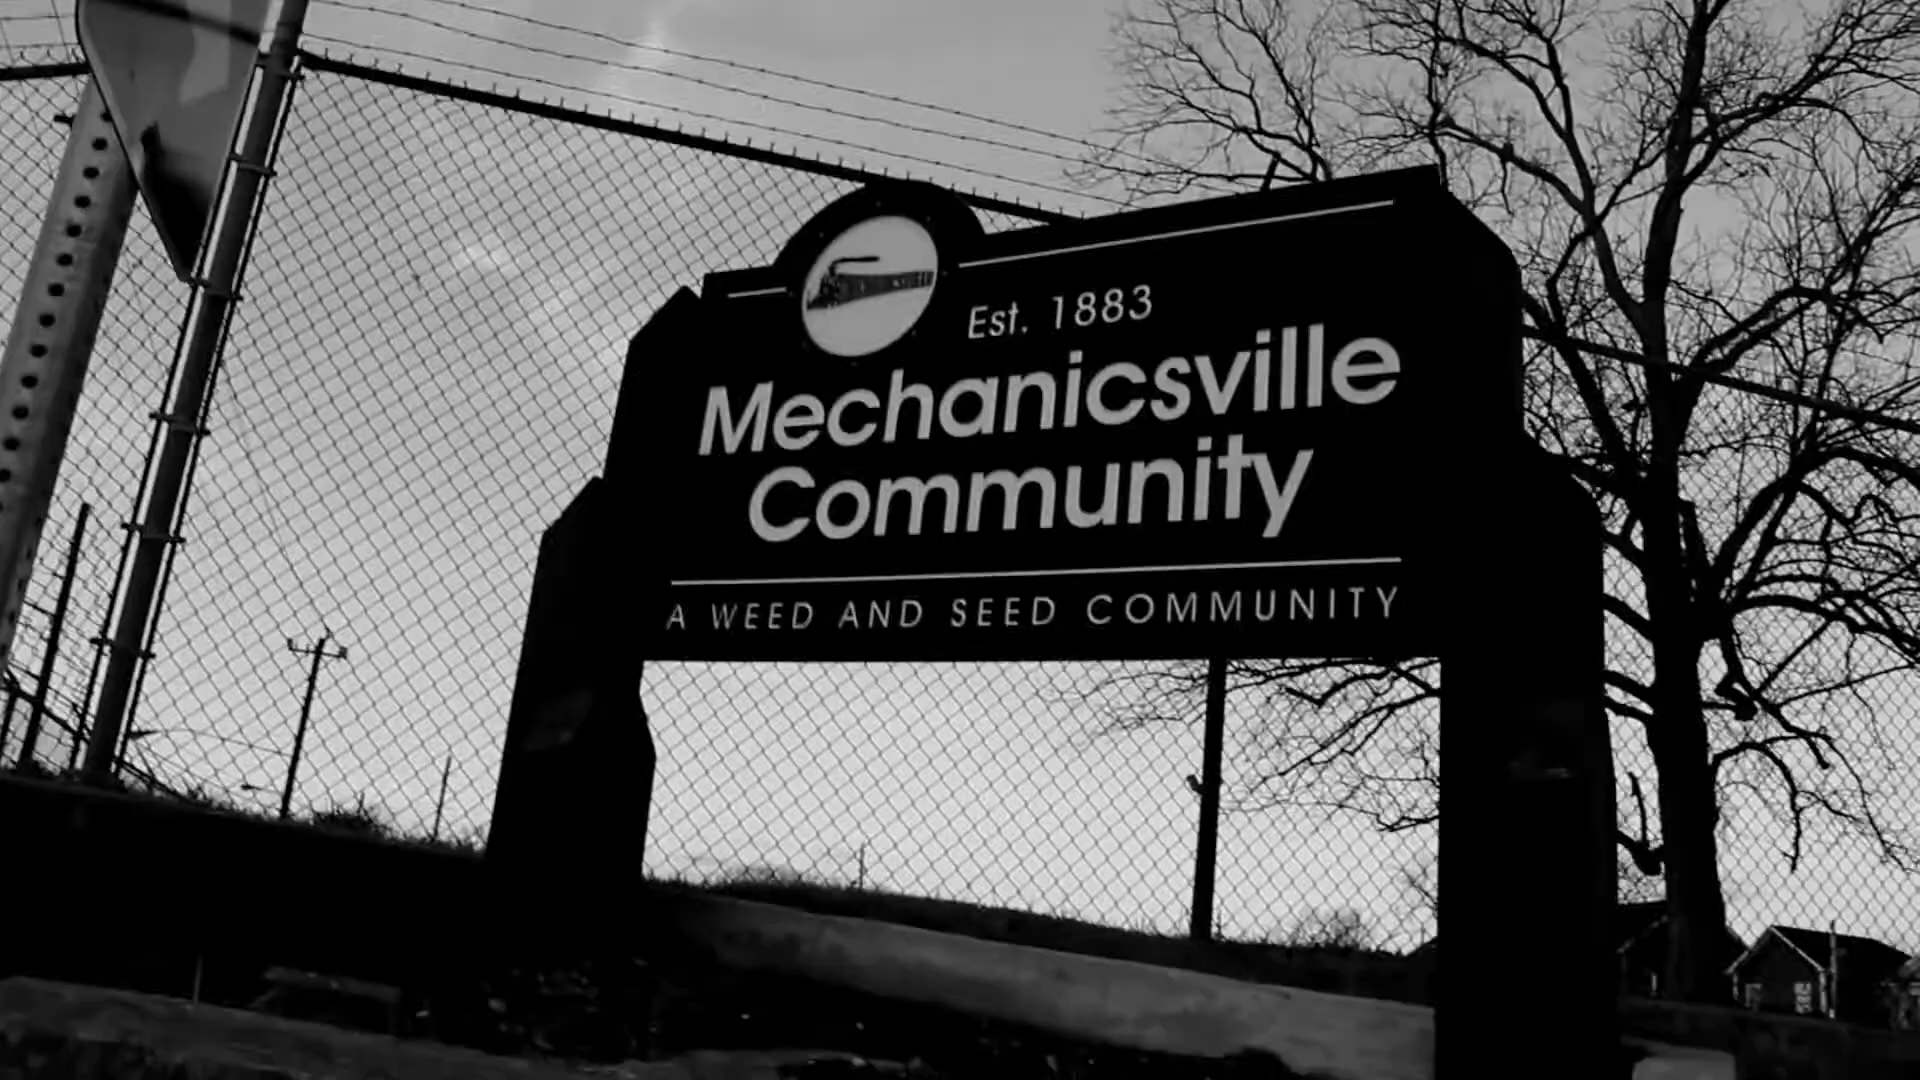 Est. 1883
Mechanicsville
Community
A WEED AND SEED COMMUNITY